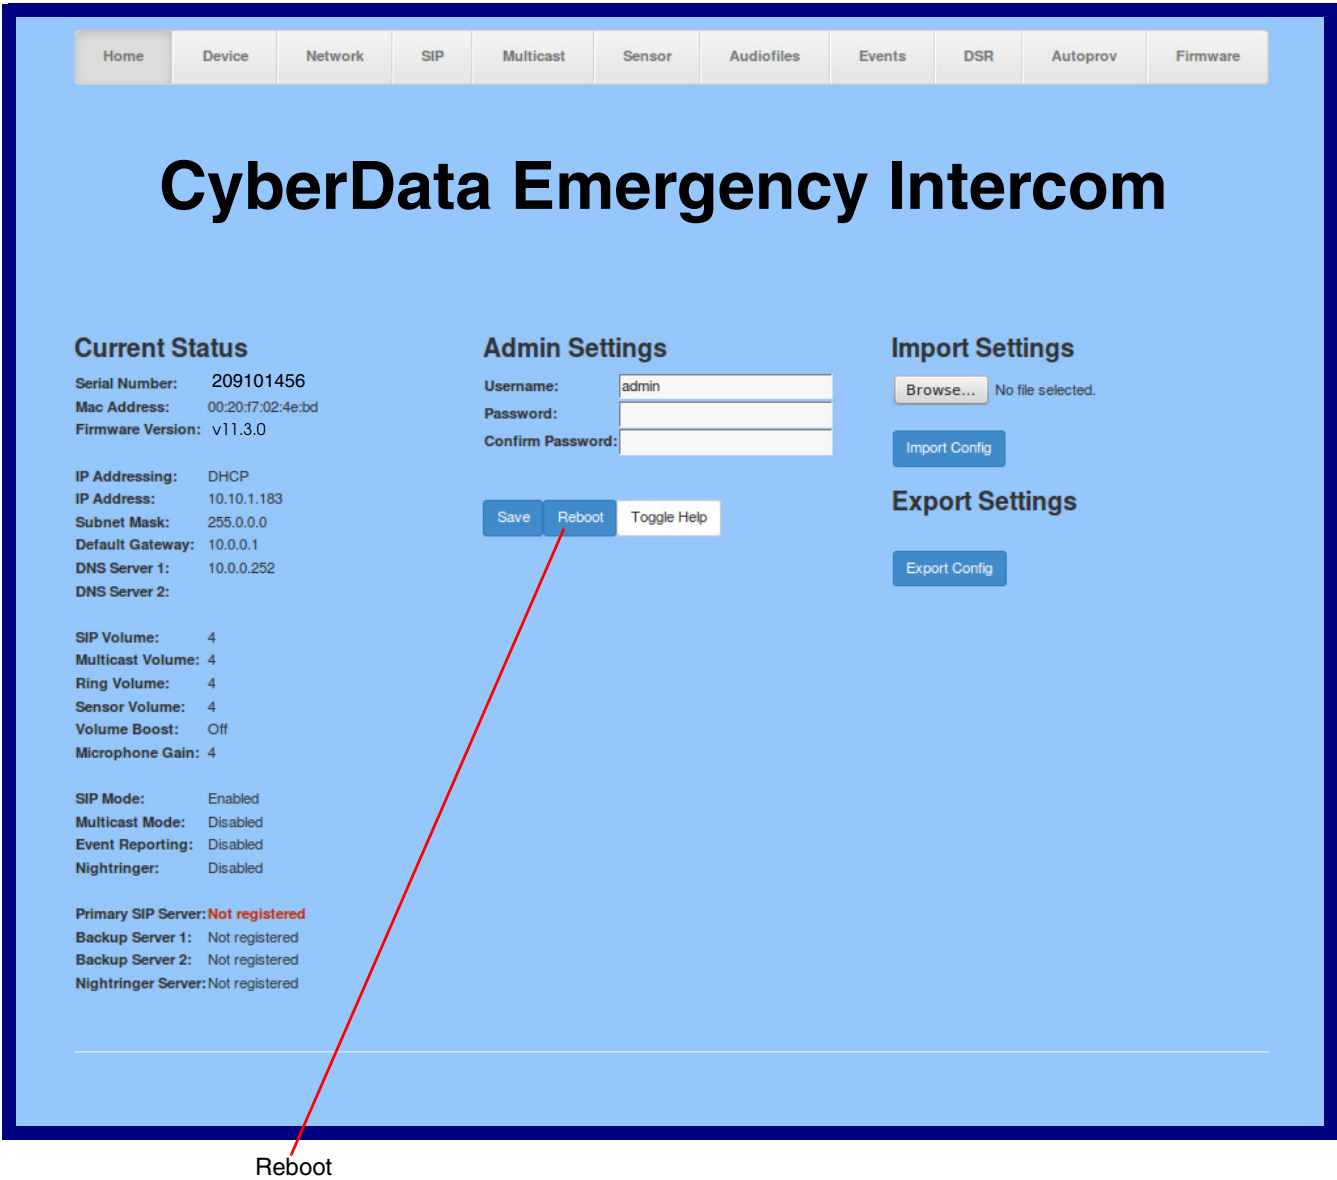 Home Device Network SIP Multicast Sensor Audiofiles Events DSR Autoprov Firmware
CyberData Emergency Intercom
Current Status
Serial Number: 209101456
Mac Address: 00:20:f7:02:4e:bd
Firmware Version: v11.3.0
IP Addressing: DHCP
IP Address: 10.10.1.183
Subnet Mask: 255.0.0.0
Default Gateway: 10.0.0.1
DNS Server 1: 10.0.0.252
DNS Server 2:
SIP Volume: 4
Multicast Volume: 4
Ring Volume: 4
Sensor Volume: 4
Volume Boost: Off
Microphone Gain: 4
SIP Mode: Enabled
Multicast Mode: Disabled
Event Reporting: Disabled
Nightringer: Disabled
Primary SIP Server: Not registered
Backup Server 1: Not registered
Backup Server 2: Not registered
Nightringer Server: Not registered
Admin Settings
Username: admin
Password:
Confirm Password:
Save Reboot Toggle Help
Import Settings
Browse... No file selected.
Import Config
Export Settings
Export Config
Reboot